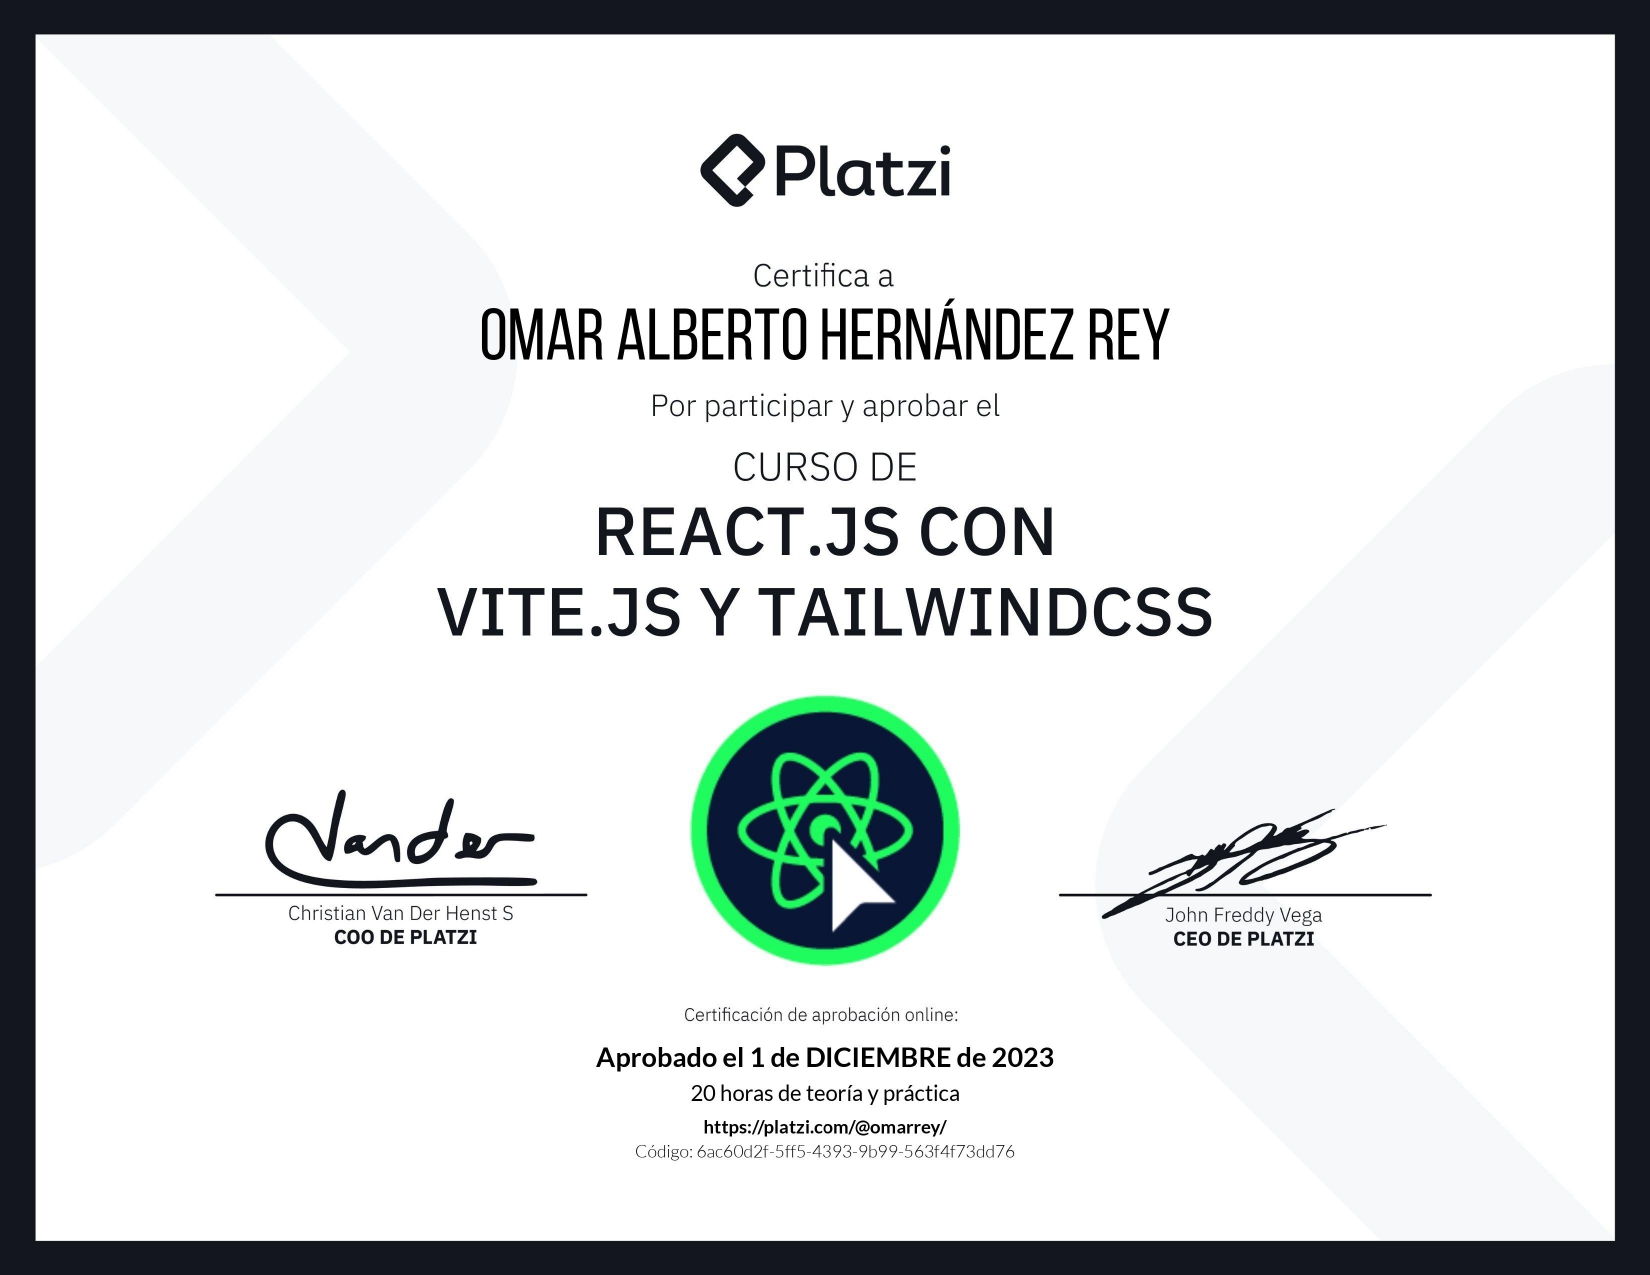 Platzi
Certifica a
OMAR ALBERTO HERNÁNDEZ REY
Por participar y aprobar el
CURSO DE
REACT.JS CON
VITE.JS Y TAILWINDCSS
Vander
Christian Van Der Henst S
COO DE PLATZI
John Freddy Vega
CEO DE PLATZI
Certificación de aprobación online:
Aprobado el 1 de DICIEMBRE de 2023
20 horas de teoría y práctica
https://platzi.com/@omarrey/
Código: 6ac60d2f-5ff5-4393-9b99-563f4f73dd76